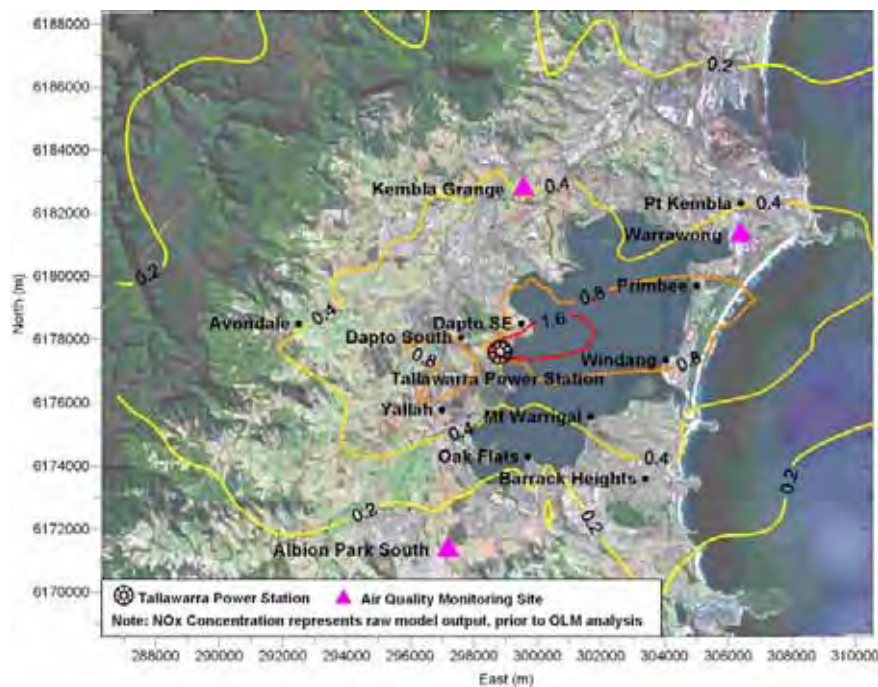 6188000
6186000
6184000
6182000
6180000
6178000
6176000
6174000
6172000
6170000
North (m)
0.2
Kembla Grange
0.4
Pt Kembla
0.4
Warrawong
0.2
0.8
Primbee
Avondale
0.4
Dapto SE
1.6
Dapto South
0.8
Windang
0.8
Tallawarra Power Station
Yallah
Mt Warrigal
0.4
Oak Flats
0.4
Barrack Heights
0.2
0.2
0.2
Albion Park South
Tallawarra Power Station
Air Quality Monitoring Site
Note: NOx Concentration represents raw model output, prior to OLM analysis
288000 290000 292000 294000 296000 298000 300000 302000 304000 306000 308000 310000
East (m)